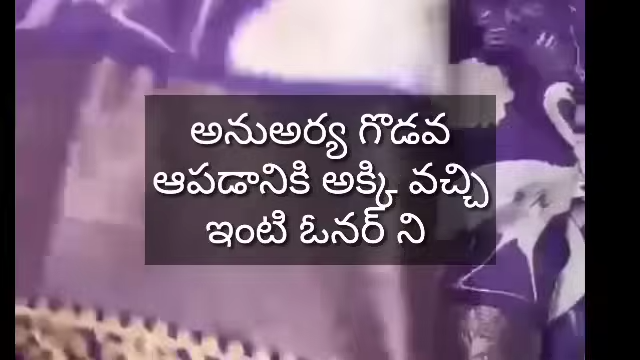 అనుఅర్య గొడవ
ఆపడానికి అక్కి వచ్చి
ఇంటి ఓనర్ ని